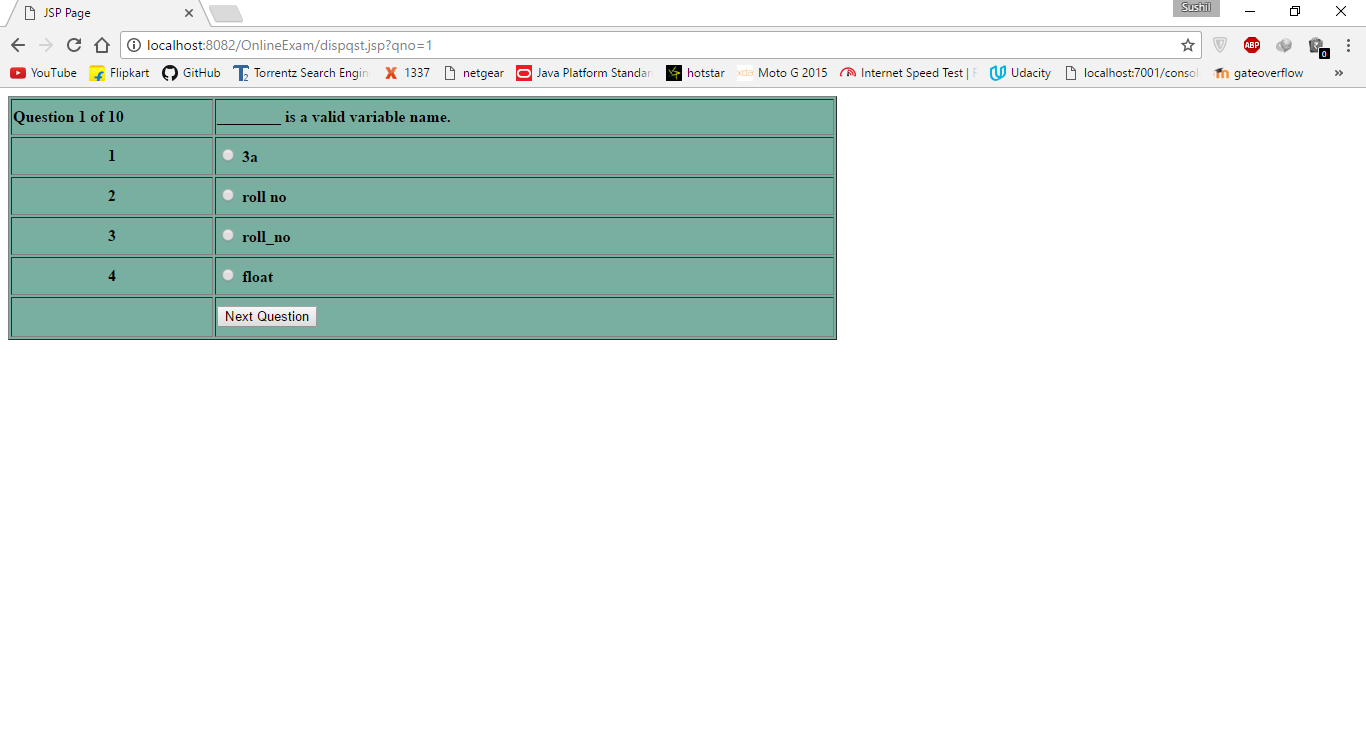 JSP Page
Sushil
localhost:8082/OnlineExam/dispqst.jsp?qno=1
ABP
0
YouTube Flipkart GitHub Torrentz Search Engin 1337 netgear Java Platform Standar hotstar xda Moto G 2015 Internet Speed Test | F Udacity localhost:7001/consol gateoverflow »
Question 1 of 10 ________ is a valid variable name.
1 3a
2 roll no
3 roll_no
4 float
Next Question